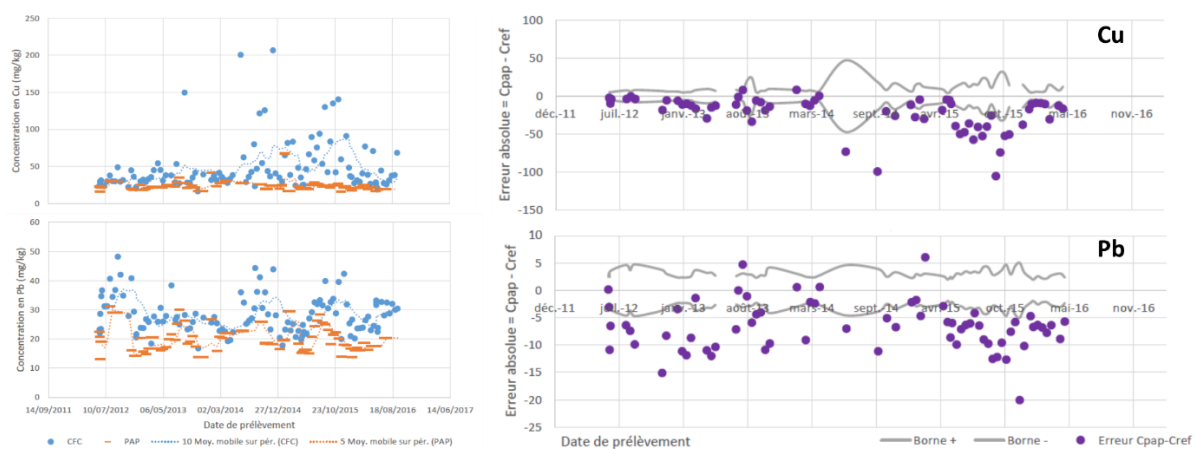 Concentration en Cu (mg/kg)
250
200
150
100
50
0
Concentration en Pb (mg/kg)
60
50
40
30
20
10
0
14/09/2011 10/07/2012 06/05/2013 02/03/2014 27/12/2014 23/10/2015 18/08/2016 14/06/2017
Date de prélèvement
CFC PAP 10 Moy. mobile sur pér. (CFC) 5 Moy. mobile sur pér. (PAP)
Cu
Erreur absolue = Cpap - Cref
100
50
0
-50
-100
-150
déc.-11 juil.-12 janv.-13 août-13 mars-14 sept.-14 avr.-15 oct.-15 mai-16 nov.-16
Pb
Erreur absolue = Cpap - Cref
10
5
0
-5
-10
-15
-20
-25
déc.-11 juil.-12 janv.-13 août-13 mars-14 sept.-14 avr.-15 oct.-15 mai-16 nov.-16
Date de prélèvement
Borne + Borne - Erreur Cpap-Cref